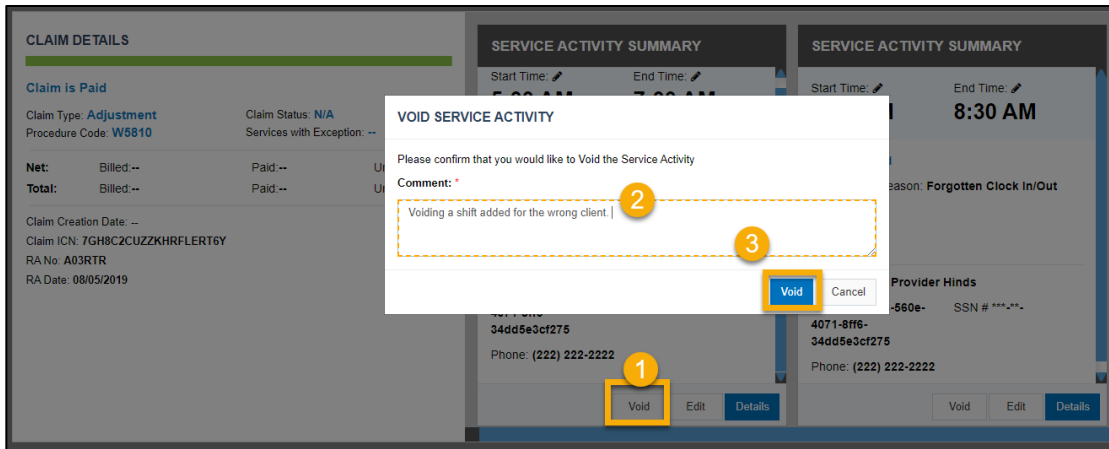 CLAIM DETAILS
Claim is Paid
Claim Type: Adjustment Claim Status: N/A
Procedure Code: W5810 Services with Exception: --
Net: Billed:-- Paid:--
Total: Billed:-- Paid:--
Claim Creation Date: --
Claim ICN: 7GH8C2CUZZKHRFLERT6Y
RA No: A03RTR
RA Date: 08/05/2019
SERVICE ACTIVITY SUMMARY
Start Time: End Time:
VOID SERVICE ACTIVITY
Please confirm that you would like to Void the Service Activity
Comment: *
Voiding a shift added for the wrong client.
2
3
Void Cancel
34dd5e3cf275
Phone: (222) 222-2222
1
Void Edit Details
SERVICE ACTIVITY SUMMARY
Start Time: End Time:
8:30 AM
Forgotten Clock In/Out
Provider Hinds
-560e- SSN # ***-**-
4071-8ff6-
34dd5e3cf275
Phone: (222) 222-2222
Void Edit Details